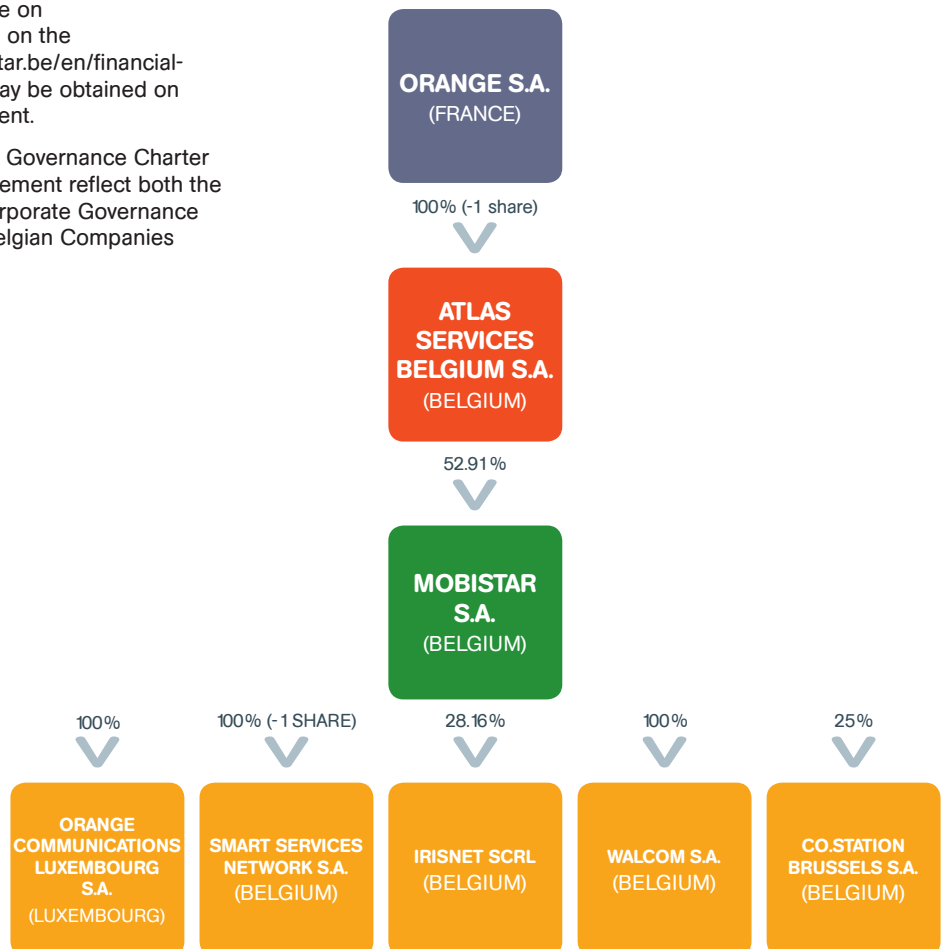 e on
on the
tar.be/en/financial-
ay be obtained on
ent.
Governance Charter
ement reflect both the
rporate Governance
elgian Companies
ORANGE S.A.
(FRANCE)
100% (-1 share)
ATLAS
SERVICES
BELGIUM S.A.
(BELGIUM)
52.91%
MOBISTAR
S.A.
(BELGIUM)
100%
100% (-1 SHARE)
28.16%
100%
25%
ORANGE
COMMUNICATIONS
LUXEMBOURG
S.A.
(LUXEMBOURG)
SMART SERVICES
NETWORK S.A.
(BELGIUM)
IRISNET SCRL
(BELGIUM)
WALCOM S.A.
(BELGIUM)
CO.STATION
BRUSSELS S.A.
(BELGIUM)